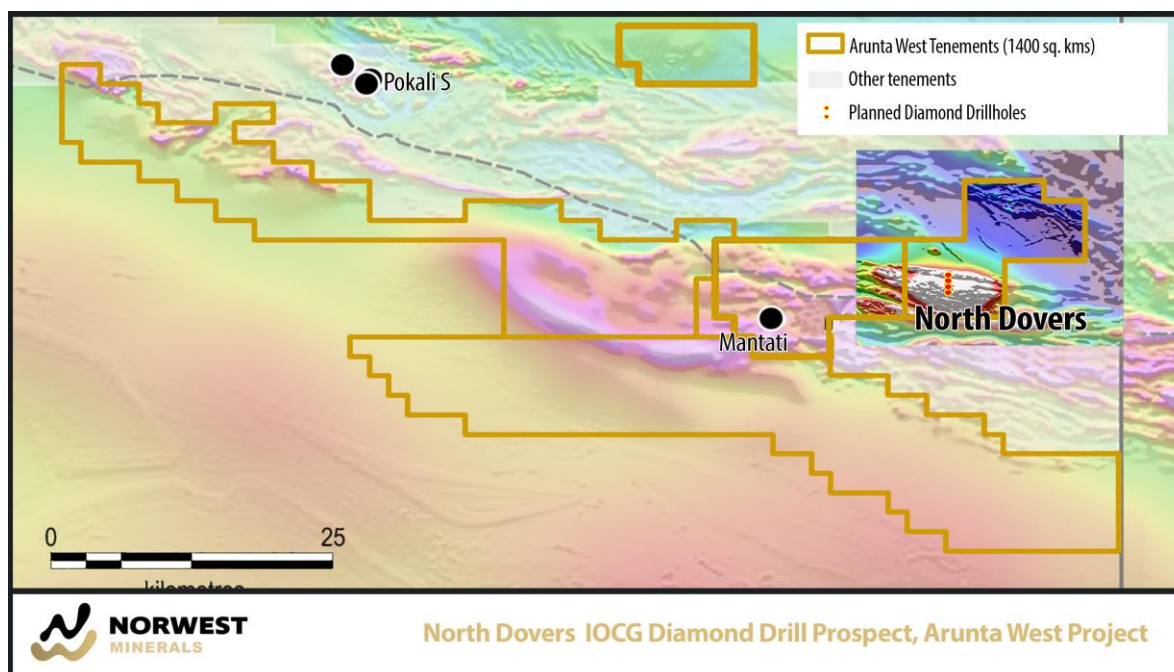 Arunta West Tenements (1400 sq. kms)
Other tenements
Planned Diamond Drillholes
Pokali S
North Dovers
Mantati
0 25
kilometres
NORWEST
MINERALS
North Dovers IOCG Diamond Drill Prospect, Arunta West Project